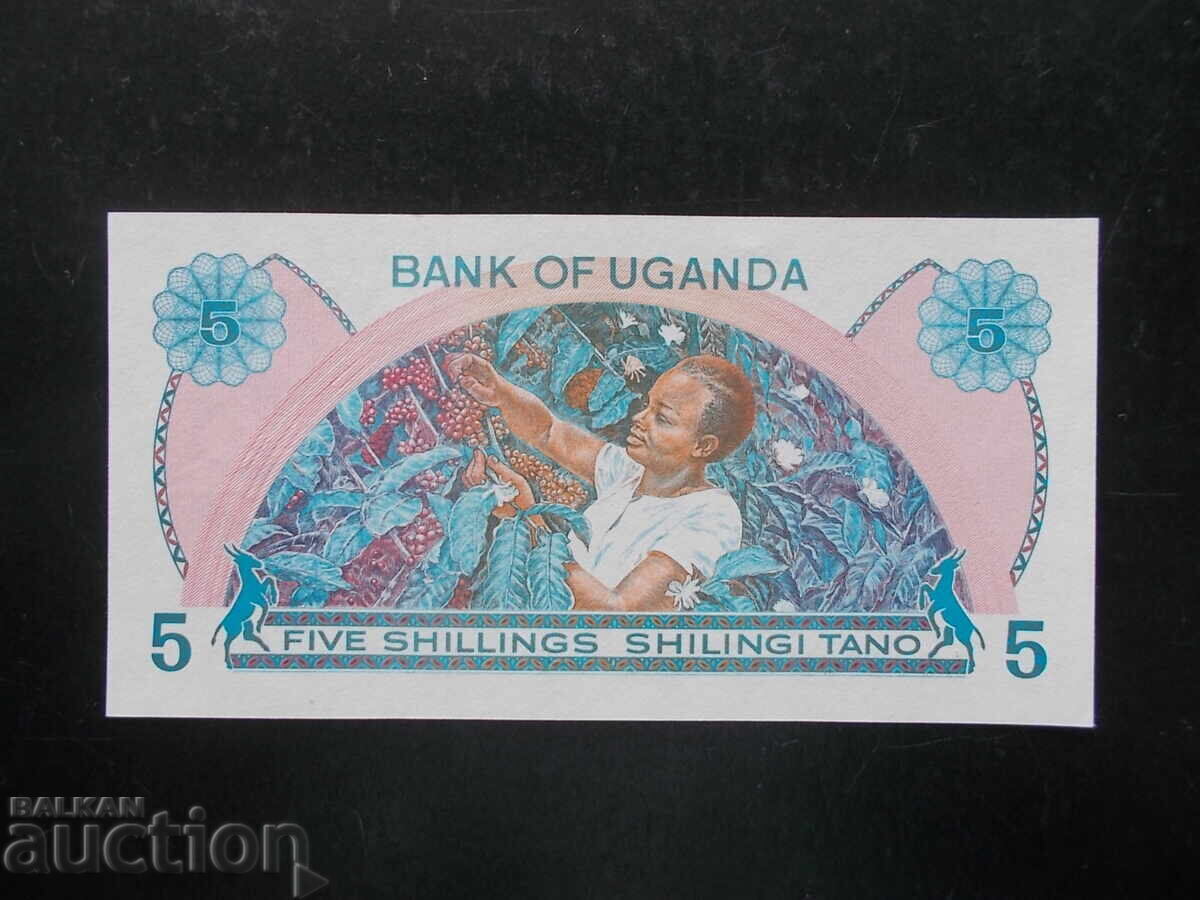 BANK OF UGANDA
5 5
5 FIVE SHILLINGS SHILINGI TANO 5
BALKAN
auction